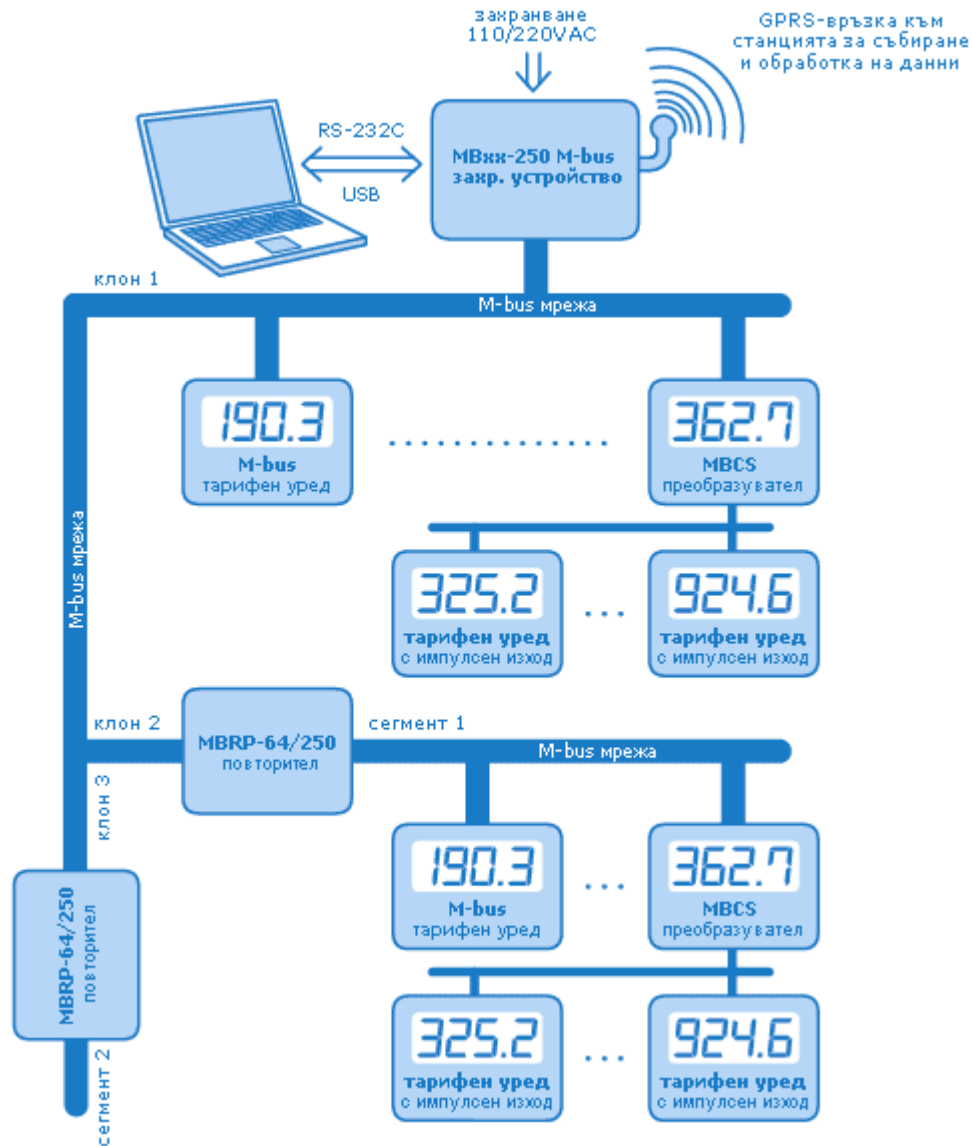 захранване
110/220VAC
GPRS-връзка към
станцията за събиране
и обработка на данни
RS-232C
USB
MBxx-250 M-bus
захр. устройство
клон 1
M-bus мрежа
190.3
M-bus
тарифен уред
362.7
MBCS
преобразувател
M-bus мрежа
325.2
тарифен уред
с импулсен изход
...
924.6
тарифен уред
с импулсен изход
клон 2
MBRP-64/250
повторител
сегмент 1
M-bus мрежа
клон 3
190.3
M-bus
тарифен уред
...
362.7
MBCS
преобразувател
MBRP-64/250
повторител
325.2
тарифен уред
с импулсен изход
...
924.6
тарифен уред
с импулсен изход
сегмент 2